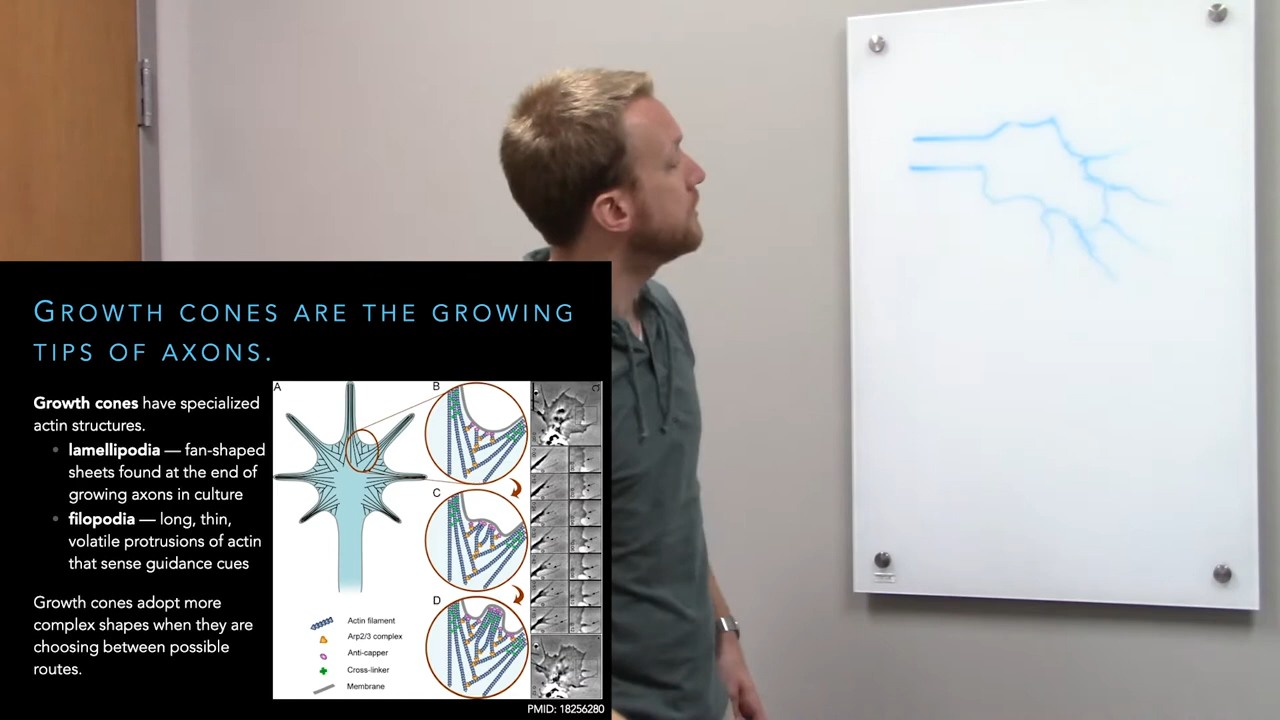 GROWTH CONES ARE THE GROWING
TIPS OF AXONS.
Growth cones have specialized
actin structures.
• lamellipodia — fan-shaped
sheets found at the end of
growing axons in culture
• filopodia — long, thin,
volatile protrusions of actin
that sense guidance cues
Growth cones adopt more
complex shapes when they are
choosing between possible
routes.
A
B
C
D
Actin filament
Arp2/3 complex
Anti-capper
Cross-linker
Membrane
PMID: 18256280